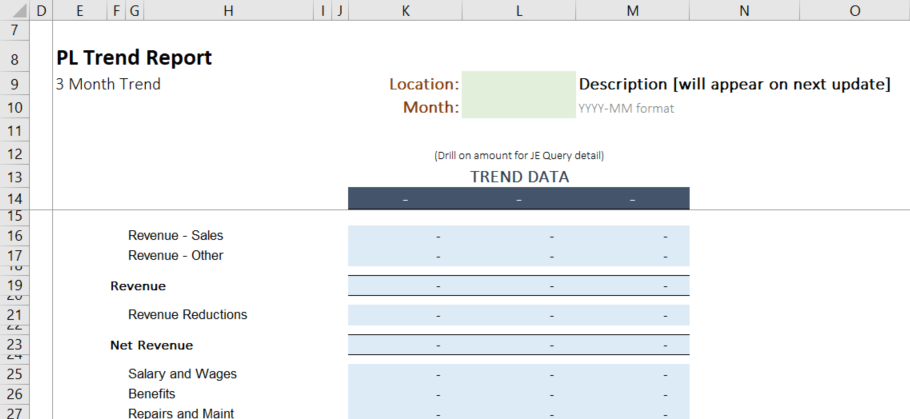 D E F G H I J K L M N O
7
8 PL Trend Report
9 3 Month Trend Location: Description [will appear on next update]
10 Month: YYYY-MM format
11
12 (Drill on amount for JE Query detail)
13 TREND DATA
14 - - -
15
16 Revenue - Sales - - -
17 Revenue - Other - - -
18
19 Revenue - - -
20
21 Revenue Reductions - - -
22
23 Net Revenue - - -
24
25 Salary and Wages - - -
26 Benefits - - -
27 Repairs and Maint - - -